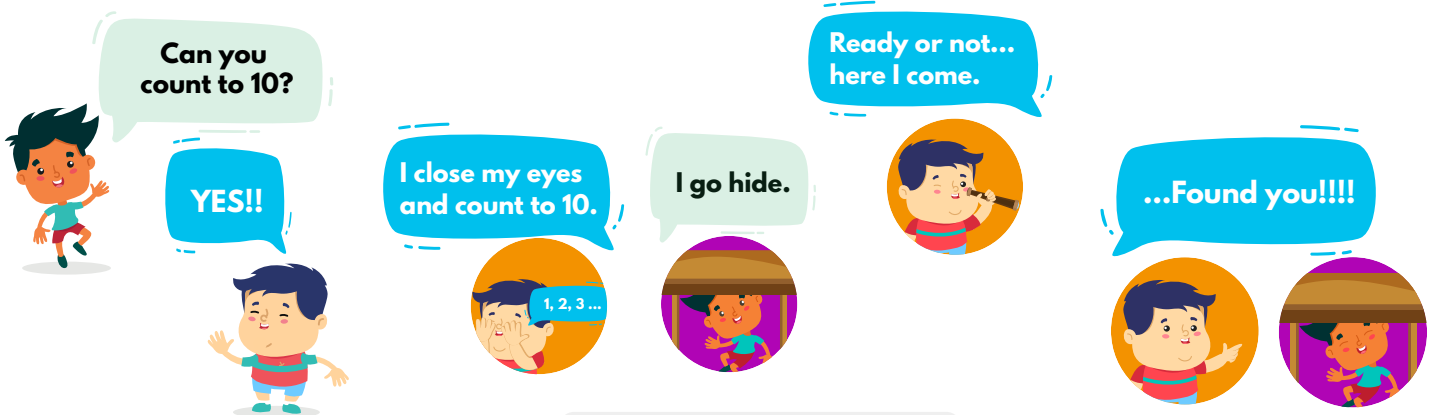 Can you
count to 10?
YES!!
I close my eyes
and count to 10.
1, 2, 3 ...
I go hide.
Ready or not...
here I come.
...Found you!!!!